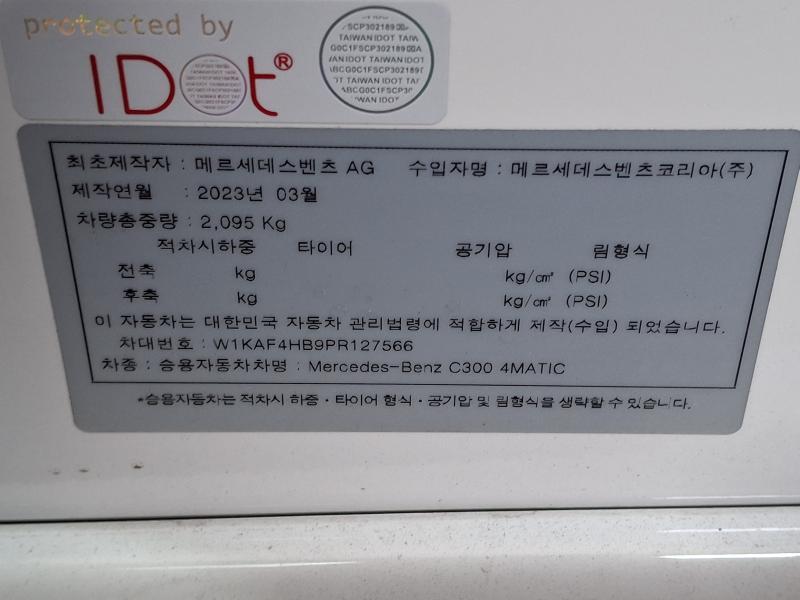 protected by
IDOt®
SCP302189
TAIWAN IDOT TAIW
G0C1FSCP302189
TAIWAN IDOT
최초제작자 : 메르세데스벤츠 AG 수입자명 : 메르세데스벤츠코리아(주)
제작연월 : 2023년 03월
차량총중량 : 2,095 Kg
적차시하중 타이어 공기압 림형식
전축 kg kg/㎠ (PSI)
후축 kg kg/㎠ (PSI)
이 자동차는 대한민국 자동차 관리법령에 적합하게 제작(수입) 되었습니다.
차대번호 : W1KAF4HB9PR127566
차종 : 승용자동차차명 : Mercedes-Benz C300 4MATIC
*승용자동차는 적차시 하중・타이어 형식・공기압 및 림형식을 생략할 수 있습니다.